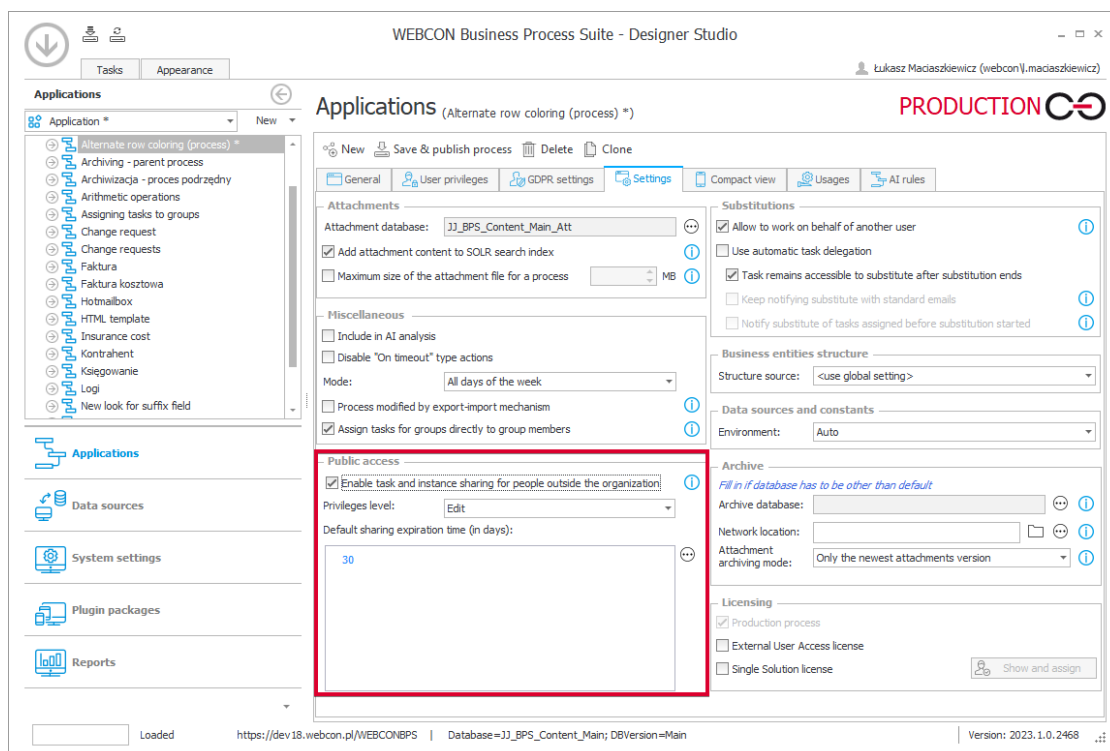 WEBCON Business Process Suite - Designer Studio
Tasks
Appearance
Łukasz Maciaszkiewicz (webcon\l.maciaszkiewicz)
Applications
Application *
New
Alternate row coloring (process) *
Archiving - parent process
Archiwizacja - proces podrzędny
Arithmetic operations
Assigning tasks to groups
Change request
Change requests
Faktura
Faktura kosztowa
Hotmailbox
HTML template
Insurance cost
Kontrahent
Księgowanie
Logi
New look for suffix field
Applications
Data sources
System settings
Plugin packages
Reports
Applications (Alternate row coloring (process) *)
PRODUCTION
New
Save & publish process
Delete
Clone
General
User privileges
GDPR settings
Settings
Compact view
Usages
AI rules
Attachments
Attachment database: JJ_BPS_Content_Main_Att
Add attachment content to SOLR search index
Maximum size of the attachment file for a process MB
Miscellaneous
Include in AI analysis
Disable "On timeout" type actions
Mode: All days of the week
Process modified by export-import mechanism
Assign tasks for groups directly to group members
Public access
Enable task and instance sharing for people outside the organization
Privileges level: Edit
Default sharing expiration time (in days):
30
Substitutions
Allow to work on behalf of another user
Use automatic task delegation
Task remains accessible to substitute after substitution ends
Keep notifying substitute with standard emails
Notify substitute of tasks assigned before substitution started
Business entities structure
Structure source: <use global setting>
Data sources and constants
Environment: Auto
Archive
Fill in if database has to be other than default
Archive database:
Network location:
Attachment
archiving mode: Only the newest attachments version
Licensing
Production process
External User Access license
Single Solution license
Show and assign
Loaded
https://dev18.webcon.pl/WEBCONBPS | Database=JJ_BPS_Content_Main; DBVersion=Main
Version: 2023.1.0.2468